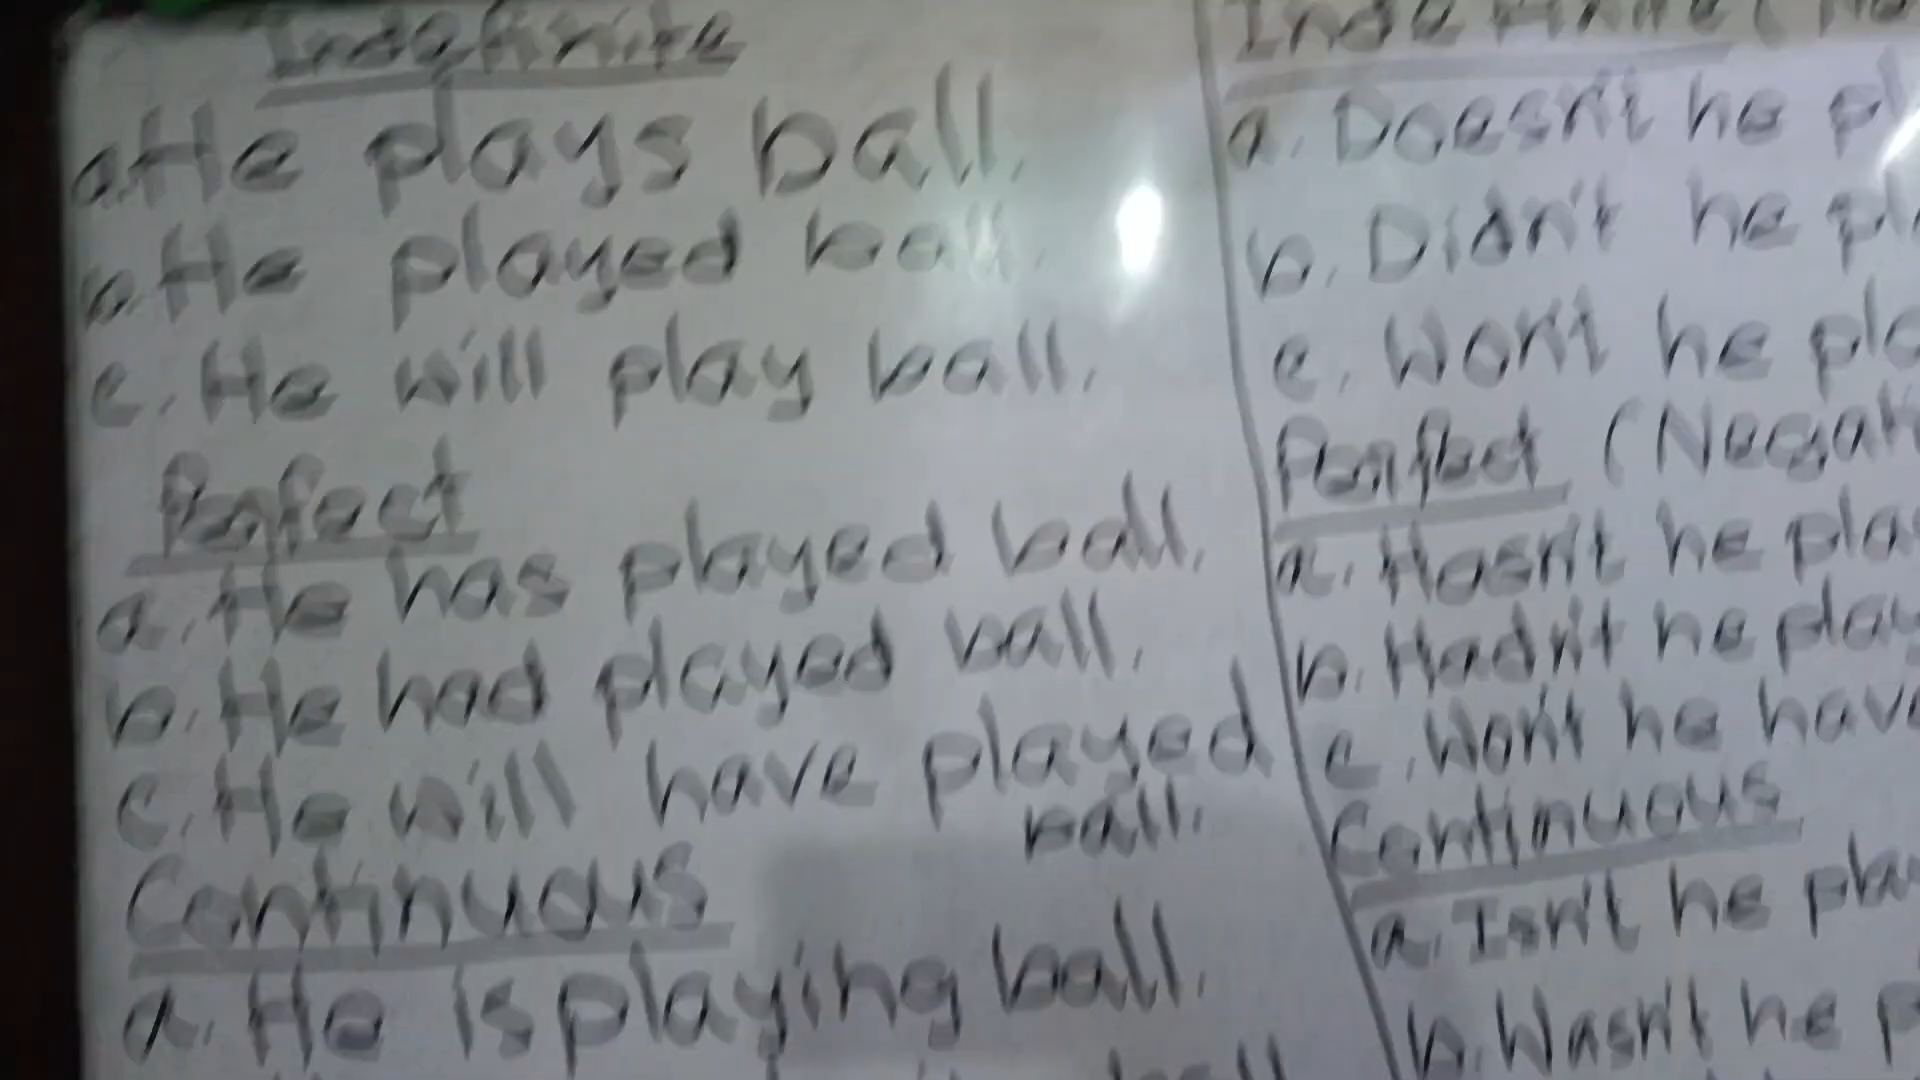 Indefinite
a. He plays ball.
b. He played ball.
c. He will play ball.
Perfect
a. He has played ball.
b. He had played ball.
c. He will have played
ball.
Continuous
a. He is playing ball.
ball
Indefinite (
a. Doesn't he
b. Didn't he
c. Won't he
Perfect (
a. Hasn't he
b. Hadn't he
c. Won't he have
Continuous
a. Isn't he
b. Wasn't he